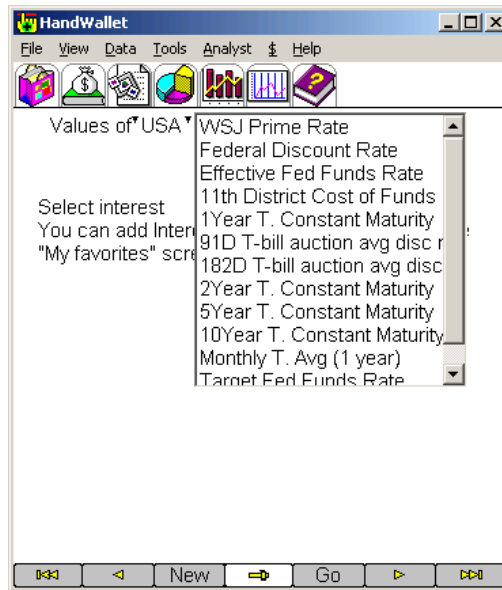 HandWallet
File View Data Tools Analyst $ Help
Values of USA
WSJ Prime Rate
Federal Discount Rate
Effective Fed Funds Rate
11th District Cost of Funds
1Year T. Constant Maturity
91D T-bill auction avg disc
182D T-bill auction avg disc
2Year T. Constant Maturity
5Year T. Constant Maturity
10Year T. Constant Maturity
Monthly T. Avg (1 year)
Target Fed Funds Rate
Select interest
You can add
"My favorites"
New Go